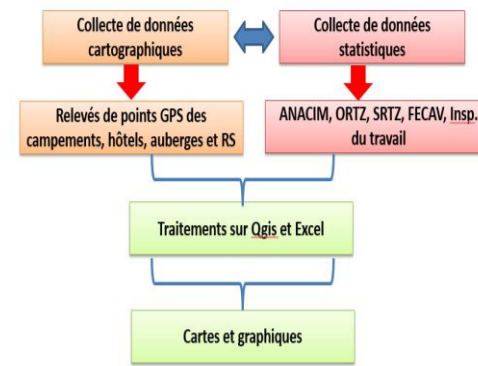 Collecte de données
cartographiques
Collecte de données
statistiques
Relevés de points GPS des
campements, hôtels, auberges et RS
ANACIM, ORTZ, SRTZ, FECAV, Insp.
du travail
Traitements sur Qgis et Excel
Cartes et graphiques